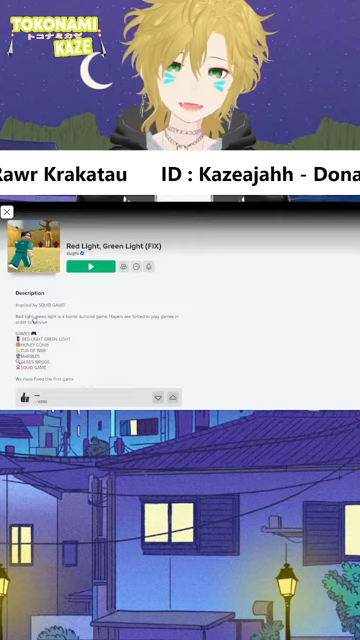 TOKONAMI
トコナミカゼ
KAZE
Rawr Krakatau ID : Kazeajahh - Dona
Red Light, Green Light (FIX)
Description
Inspired by SQUID GAME!
Red light green light is a horror survival game. Players are forced to play games in
order to survive.
GAMES 🎮
RED LIGHT GREEN LIGHT
HONEY COMB
TUG OF WAR
MARBLES
GLASS BRIDGE
SQUID GAME
We have fixed the first game